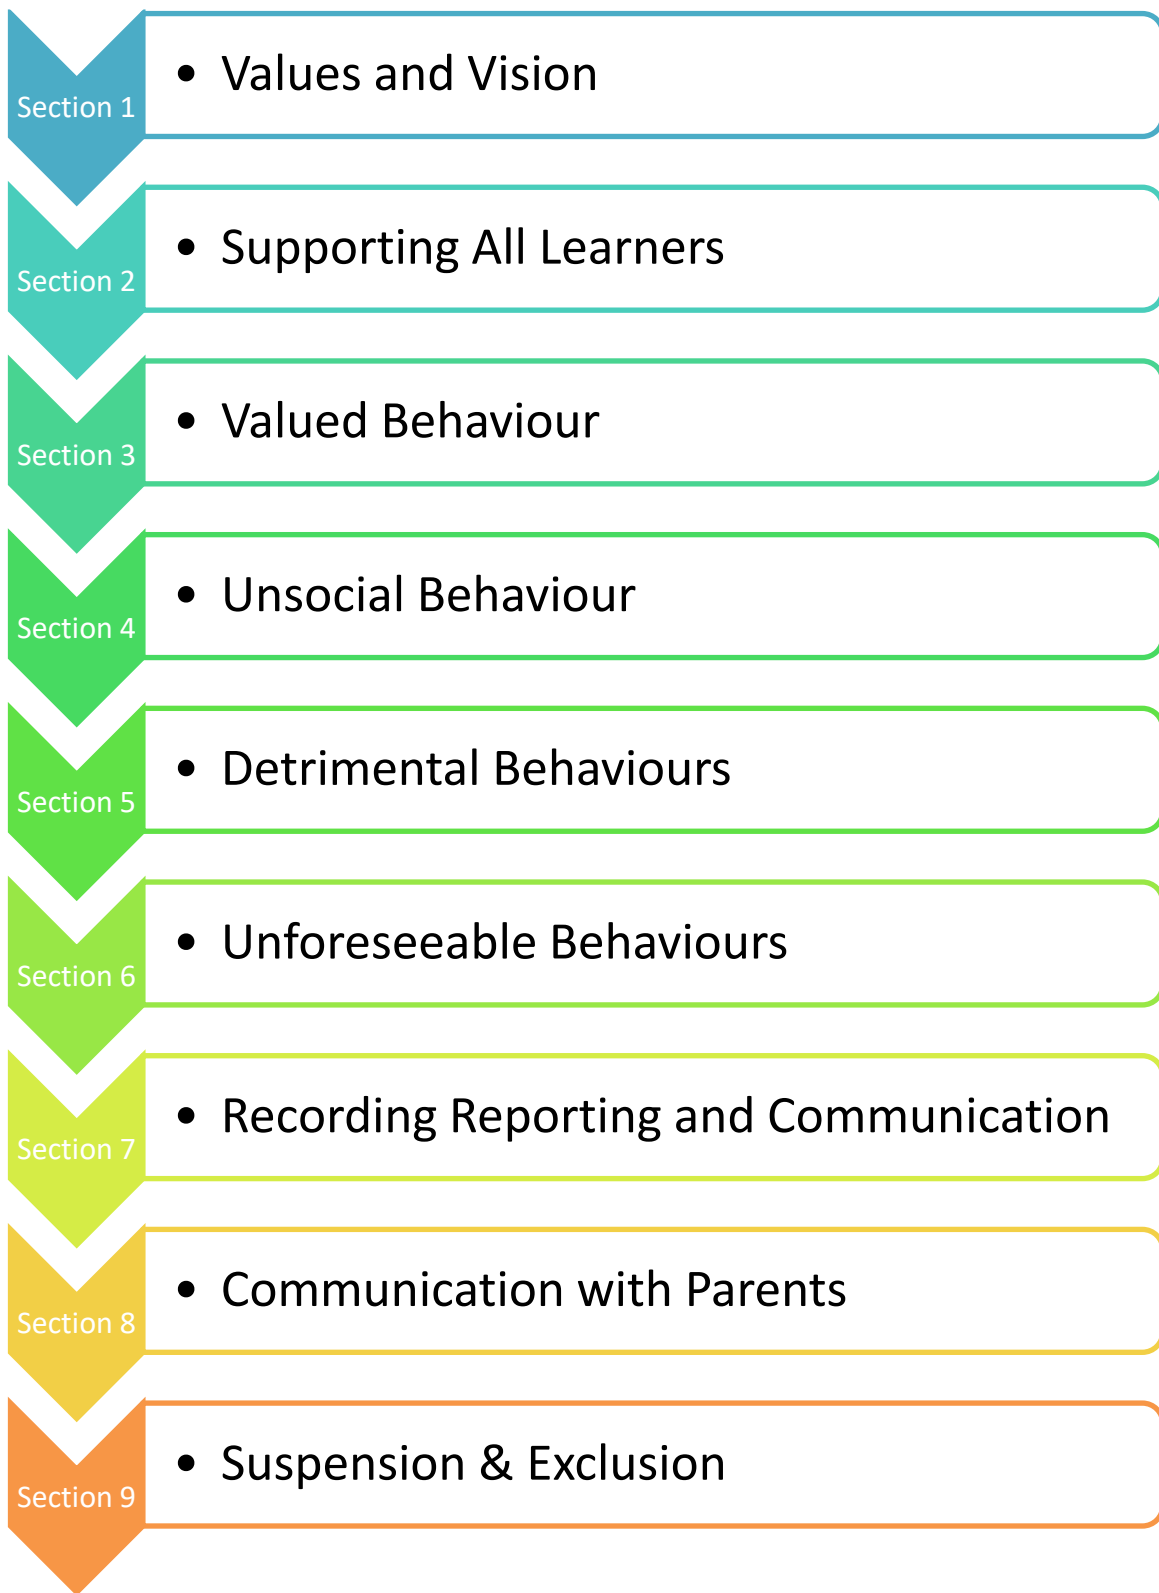 Section 1
• Values and Vision
Section 2
• Supporting All Learners
Section 3
• Valued Behaviour
Section 4
• Unsocial Behaviour
Section 5
• Detrimental Behaviours
Section 6
• Unforeseeable Behaviours
Section 7
• Recording Reporting and Communication
Section 8
• Communication with Parents
Section 9
• Suspension & Exclusion